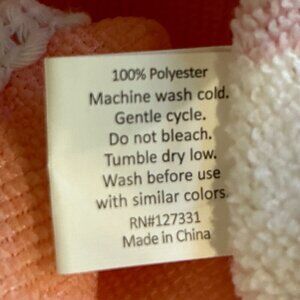 100% Polyester
Machine wash cold.
Gentle cycle.
Do not bleach.
Tumble dry low.
Wash before use
with similar colors.
RN#127331
Made in China